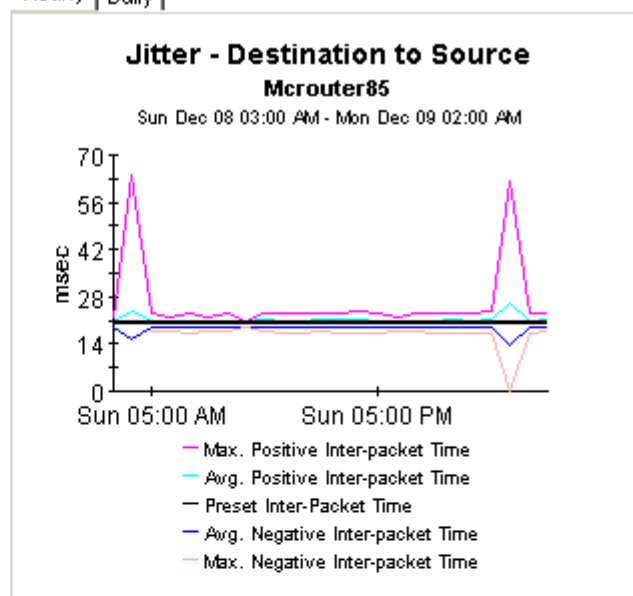 Daily
Jitter - Destination to Source
Mcrouter85
Sun Dec 08 03:00 AM - Mon Dec 09 02:00 AM
70
56
42
28
14
0
msec
Sun 05:00 AM Sun 05:00 PM
Max. Positive Inter-packet Time
Avg. Positive Inter-packet Time
Preset Inter-Packet Time
Avg. Negative Inter-packet Time
Max. Negative Inter-packet Time